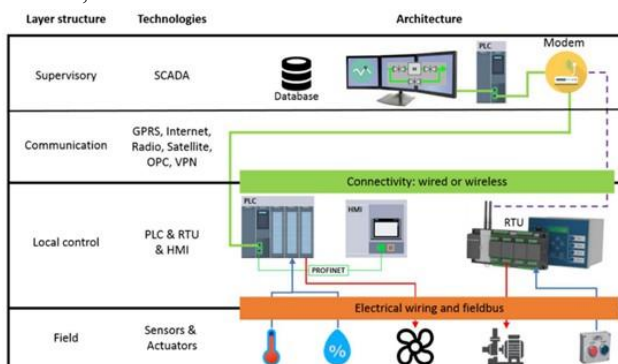 Layer structure
Technologies
Architecture
Supervisory
SCADA
Database
PLC
Modem
Communication
GPRS, Internet,
Radio, Satellite,
OPC, VPN
Connectivity: wired or wireless
Local control
PLC & RTU
& HMI
PLC
HMI
RTU
PROFINET
Electrical wiring and fieldbus
Field
Sensors &
Actuators
%